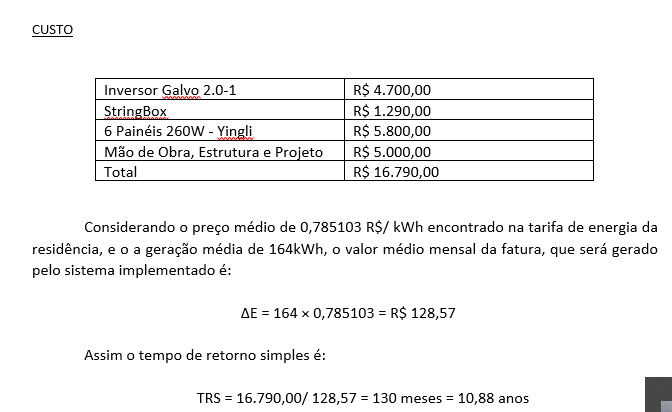 CUSTO
Inversor Galvo 2.0-1 R$ 4.700,00
StringBox R$ 1.290,00
6 Painéis 260W - Yingli R$ 5.800,00
Mão de Obra, Estrutura e Projeto R$ 5.000,00
Total R$ 16.790,00
Considerando o preço médio de 0,785103 R$/ kWh encontrado na tarifa de energia da
residência, e o a geração média de 164kWh, o valor médio mensal da fatura, que será gerado
pelo sistema implementado é:
ΔE = 164 × 0,785103 = R$ 128,57
Assim o tempo de retorno simples é:
TRS = 16.790,00/ 128,57 = 130 meses = 10,88 anos